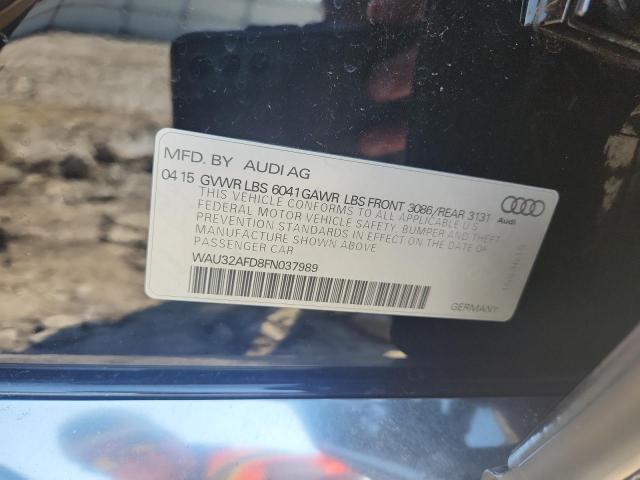 MFD. BY AUDI AG
04 15 GVWR LBS 6041 GAWR LBS FRONT 3086/REAR 3131
THIS VEHICLE CONFORMS TO ALL APPLICABLE U S
FEDERAL MOTOR VEHICLE SAFETY, BUMPER AND THEFT
PREVENTION STANDARDS IN EFFECT ON THE DATE OF
MANUFACTURE SHOWN ABOVE
PASSENGER CAR
WAU32AFD8FN037989
Audi
GERMANY